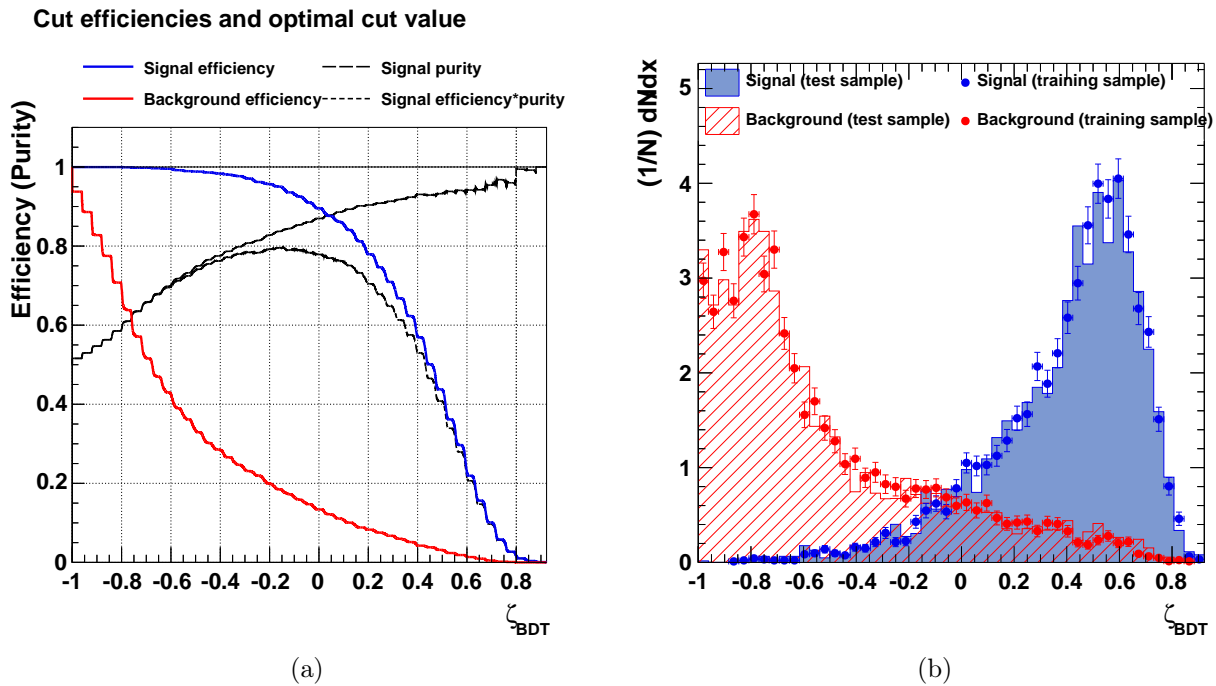 Cut efficiencies and optimal cut value
Signal efficiency
Signal purity
Background efficiency
Signal efficiency*purity
Efficiency (Purity)
1
0.8
0.6
0.4
0.2
0
-1 -0.8 -0.6 -0.4 -0.2 0 0.2 0.4 0.6 0.8
ζBDT
(a)
Signal (test sample)
Signal (training sample)
Background (test sample)
Background (training sample)
(1/N) dN/dx
5
4
3
2
1
0
-1 -0.8 -0.6 -0.4 -0.2 0 0.2 0.4 0.6 0.8
ζBDT
(b)